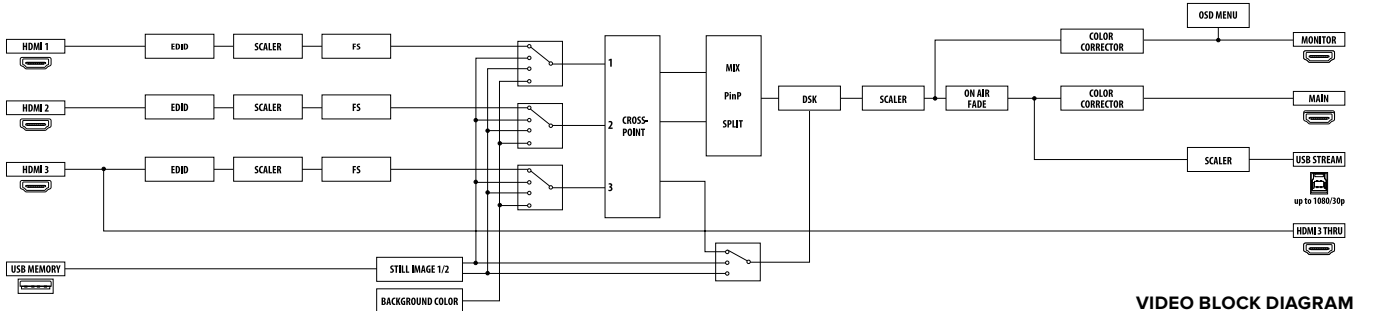 OSD MENU
HDMI 1
EDID
SCALER
FS
1
COLOR
CORRECTOR
MONITOR
MIX
HDMI 2
EDID
SCALER
FS
2
CROSS-
POINT
PinP
SPLIT
DSK
SCALER
ON AIR
FADE
COLOR
CORRECTOR
MAIN
HDMI 3
EDID
SCALER
FS
3
SCALER
USB STREAM
up to 1080/30p
HDMI 3 THRU
USB MEMORY
STILL IMAGE 1/2
BACKGROUND COLOR
VIDEO BLOCK DIAGRAM